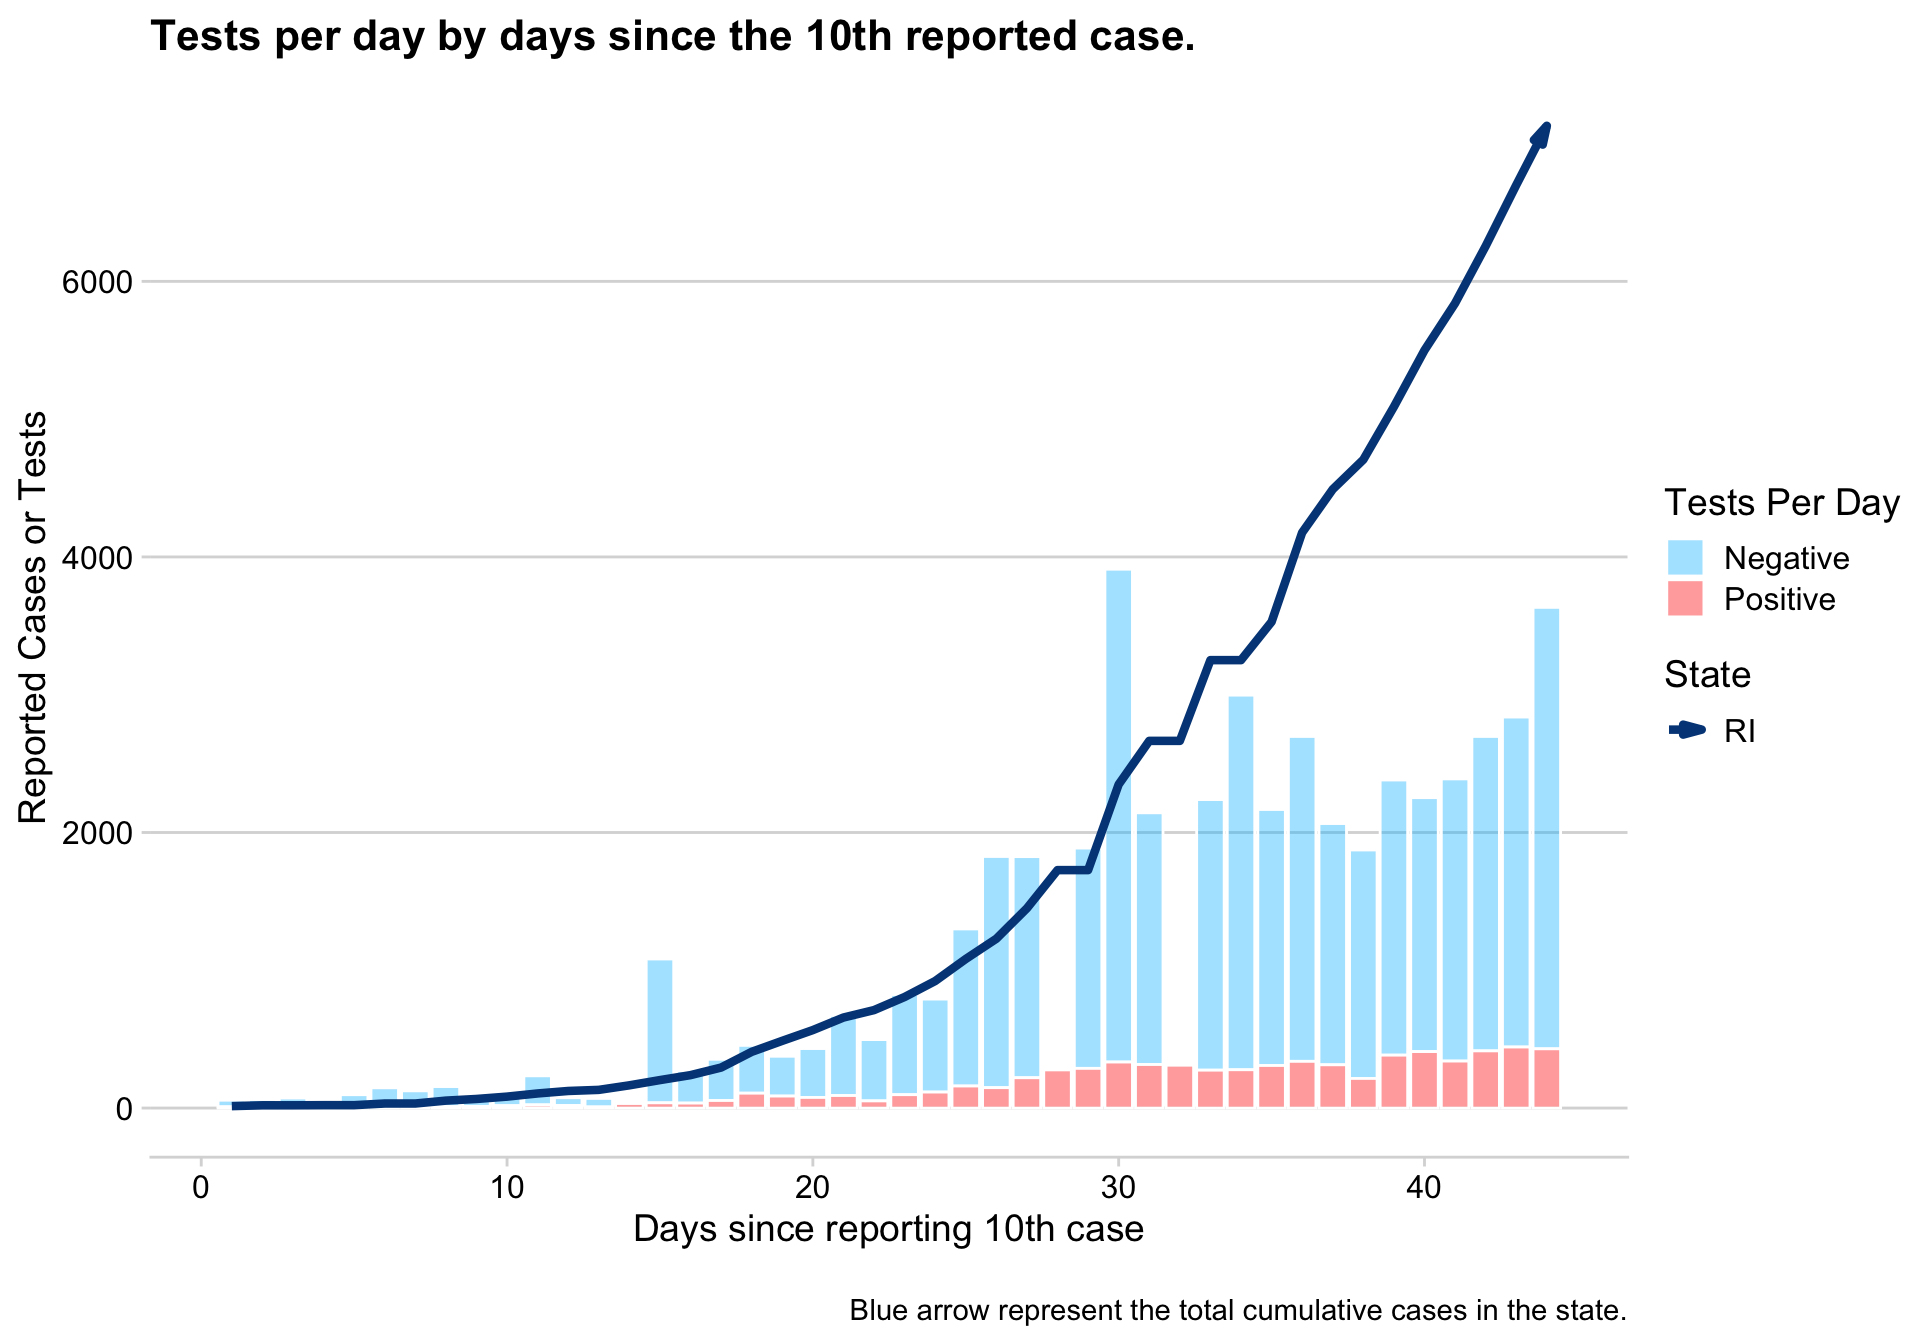 Tests per day by days since the 10th reported case.
Reported Cases or Tests
6000
4000
2000
0
0 10 20 30 40
Days since reporting 10th case
Tests Per Day
Negative
Positive
State
RI
Blue arrow represent the total cumulative cases in the state.